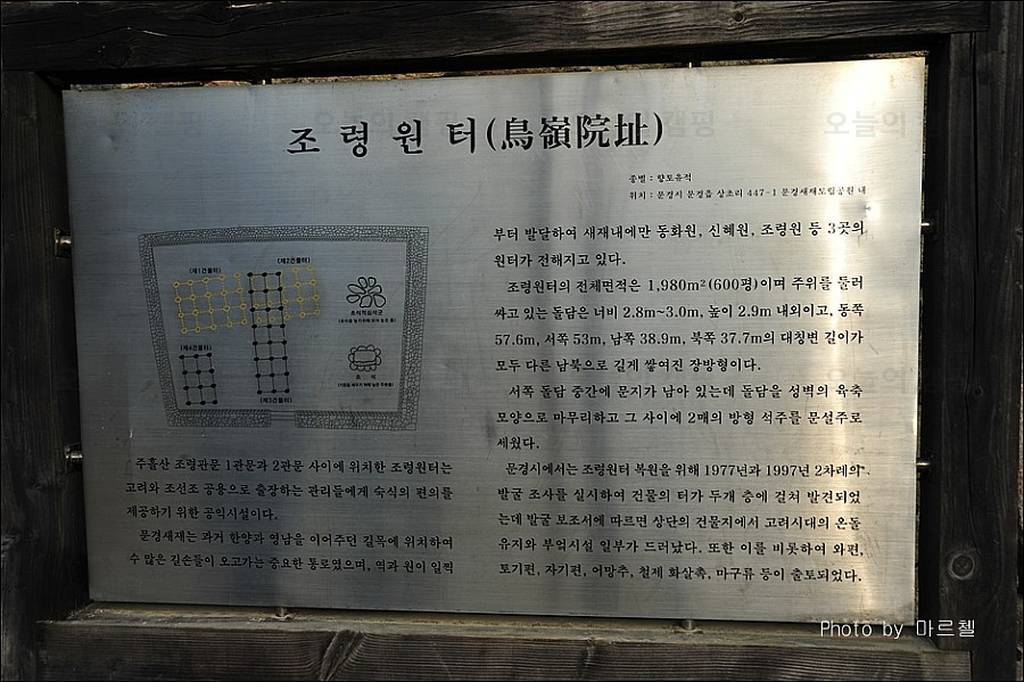 조령원터(鳥嶺院址)
종별 : 향토유적
위치 : 문경시 문경읍 상초리 447-1 문경새재도립공원 내
(제1건물터)
(제2건물터)
(제4건물터)
(제3건물터)
초석
주흘산 조령관문 1관문과 2관문 사이에 위치한 조령원터는
고려와 조선조 공용으로 출장하는 관리들에게 숙식의 편의를
제공하기 위한 공익시설이다.
문경새재는 과거 한양과 영남을 이어주던 길목에 위치하여
수 많은 길손들이 오고가는 중요한 통로였으며, 역과 원이 일찍
부터 발달하여 새재내에만 동화원, 신혜원, 조령원 등 3곳의
원터가 전해지고 있다.
조령원터의 전체면적은 1,980m²(600평)이며 주위를 둘러
싸고 있는 돌담은 너비 2.8m~3.0m, 높이 2.9m 내외이고, 동쪽
57.6m, 서쪽 53m, 남쪽 38.9m, 북쪽 37.7m의 대칭변 길이가
모두 다른 남북으로 길게 쌓여진 장방형이다.
서쪽 돌담 중간에 문지가 남아 있는데 돌담을 성벽의 육축
모양으로 마무리하고 그 사이에 2매의 방형 석주를 문설주로
세웠다.
문경시에서는 조령원터 복원을 위해 1977년과 1997년 2차례의
발굴 조사를 실시하여 건물의 터가 두개 층에 걸쳐 발견되었
는데 발굴 보조서에 따르면 상단의 건물지에서 고려시대의 온돌
유지와 부엌시설 일부가 드러났다. 또한 이를 비롯하여 와편,
토기편, 자기편, 어망추, 철제 화살촉, 마구류 등이 출토되었다.
Photo by 마르첼